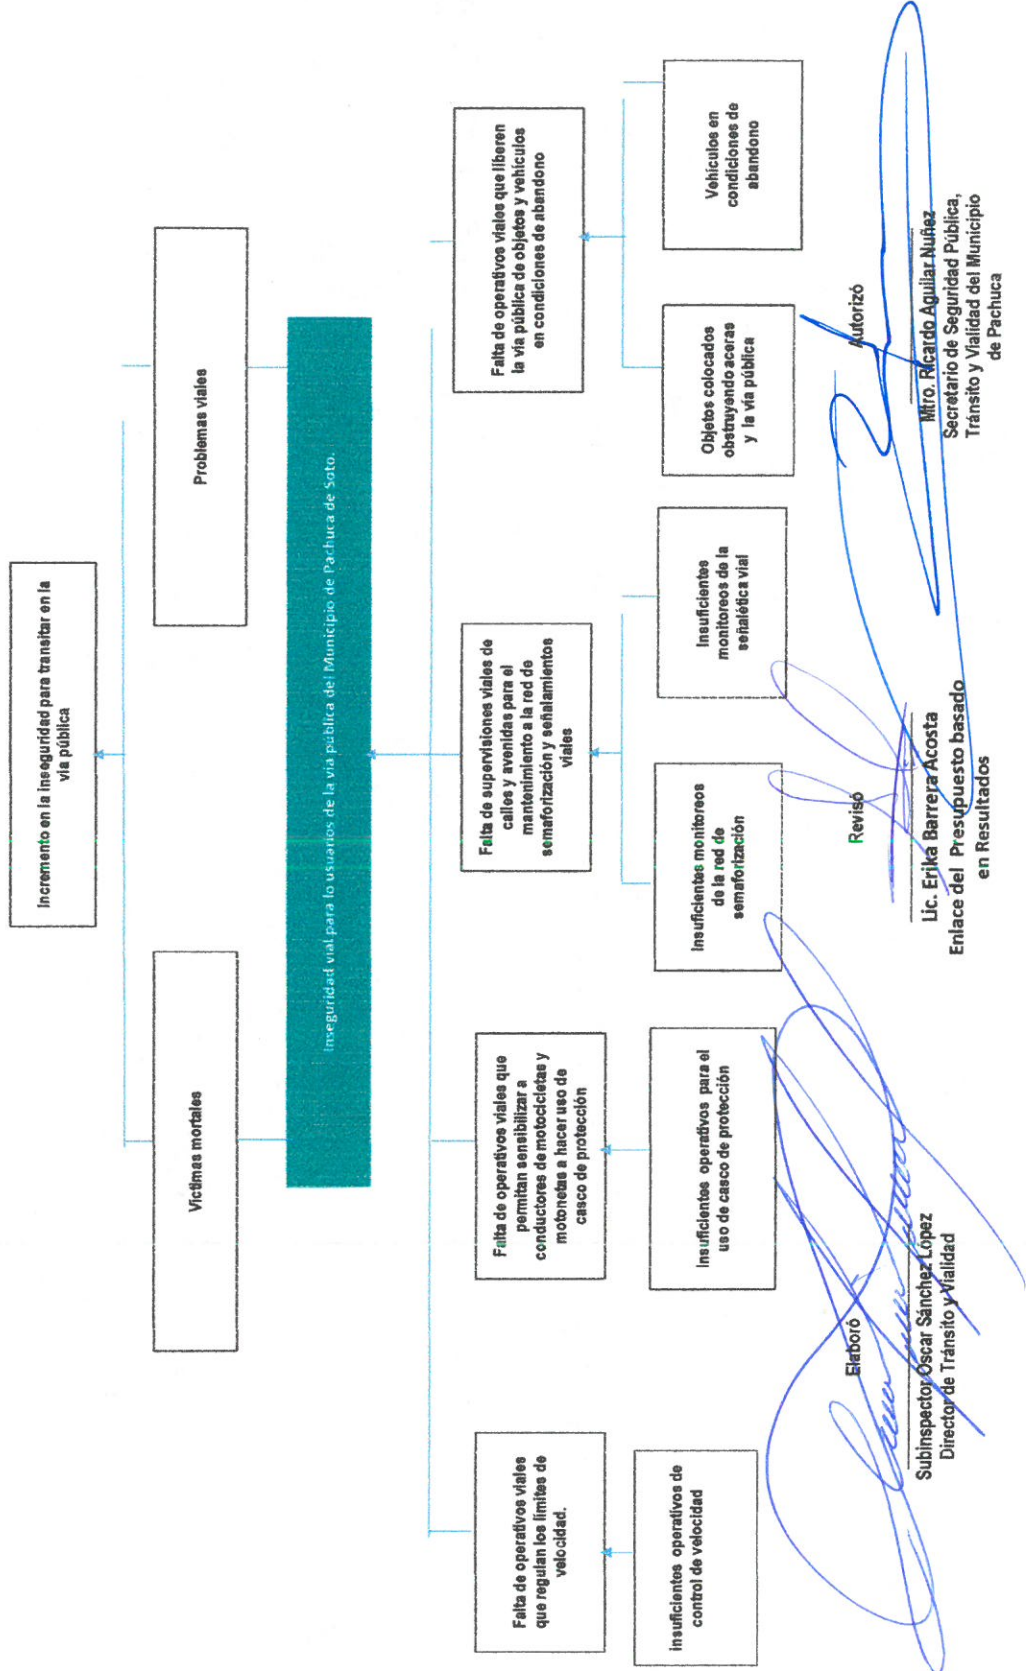 Incremento en la inseguridad para transitar en la
vía pública
Victimas mortales
Problemas viales
Inseguridad vial para lo usuarios de la vía pública del Municipio de Pachuca de Soto.
Falta de operativos viales
que regulan los limites de
velocidad.
Falta de operativos viales que
permitan sensibilizar a
conductores de motocicletas y
motonetas a hacer uso de
casco de protección
Falta de supervisiones viales de
calles y avenidas para el
mantenimiento a la red de
semaforización y señalamientos
viales
Falta de operativos viales que liberen
la vía pública de objetos y vehículos
en condiciones de abandono
Insuficientes operativos de
control de velocidad
Insuficientes operativos para el
uso de casco de protección
Insuficientes monitoreos
de la red de
semaforización
Insuficientes
monitoreos de la
señalética vial
Objetos colocados
obstruyendo aceras
y la vía pública
Vehículos en
condiciones de
abandono
Elaboró
Subinspector Oscar Sánchez López
Director de Tránsito y Vialidad
Revisó
Lic. Erika Barrera Acosta
Enlace del Presupuesto basado
en Resultados
Autorizó
Mtro. Ricardo Aguilar Nuñez
Secretario de Seguridad Pública,
Tránsito y Vialidad del Municipio
de Pachuca